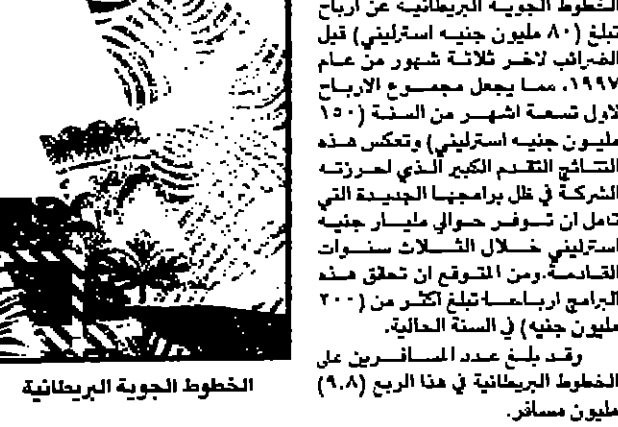 الخطوط الجوية البريطانية عن ارباح
تبلغ (٨٠ مليون جنيه استرليني) قبل
الضرائب لاخر ثلاثة شهور من عام
١٩٩٧، مما يجعل مجموع الارباح
لاول تسعة اشهر من السنة (١٥٠
مليون جنيه استرليني) وتعكس هذه
النتائج التقدم الكبير الذي احرزته
الشركة في ظل برامجها الجديدة التي
تامل ان توفر حوالي مليار جنيه
استرليني خلال الثلاث سنوات
القادمة.ومن المتوقع ان تحقق هذه
البرامج ارباحا تبلغ اكثر من (٢٠٠
مليون جنيه) في السنة الحالية.
وقد بلغ عدد المسافرين على
الخطوط البريطانية في هذا الربع (٩،٨)
مليون مسافر.
الخطوط الجوية البريطانية